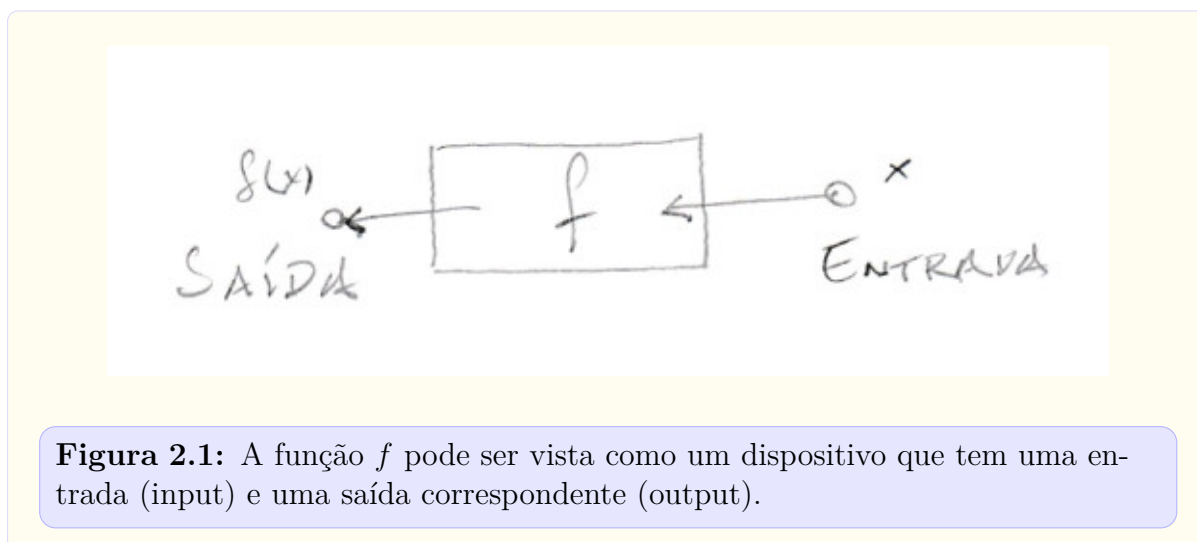 f(x)
f
x
SAÍDA
ENTRADA
Figura 2.1: A função f pode ser vista como um dispositivo que tem uma en-
trada (input) e uma saída correspondente (output).